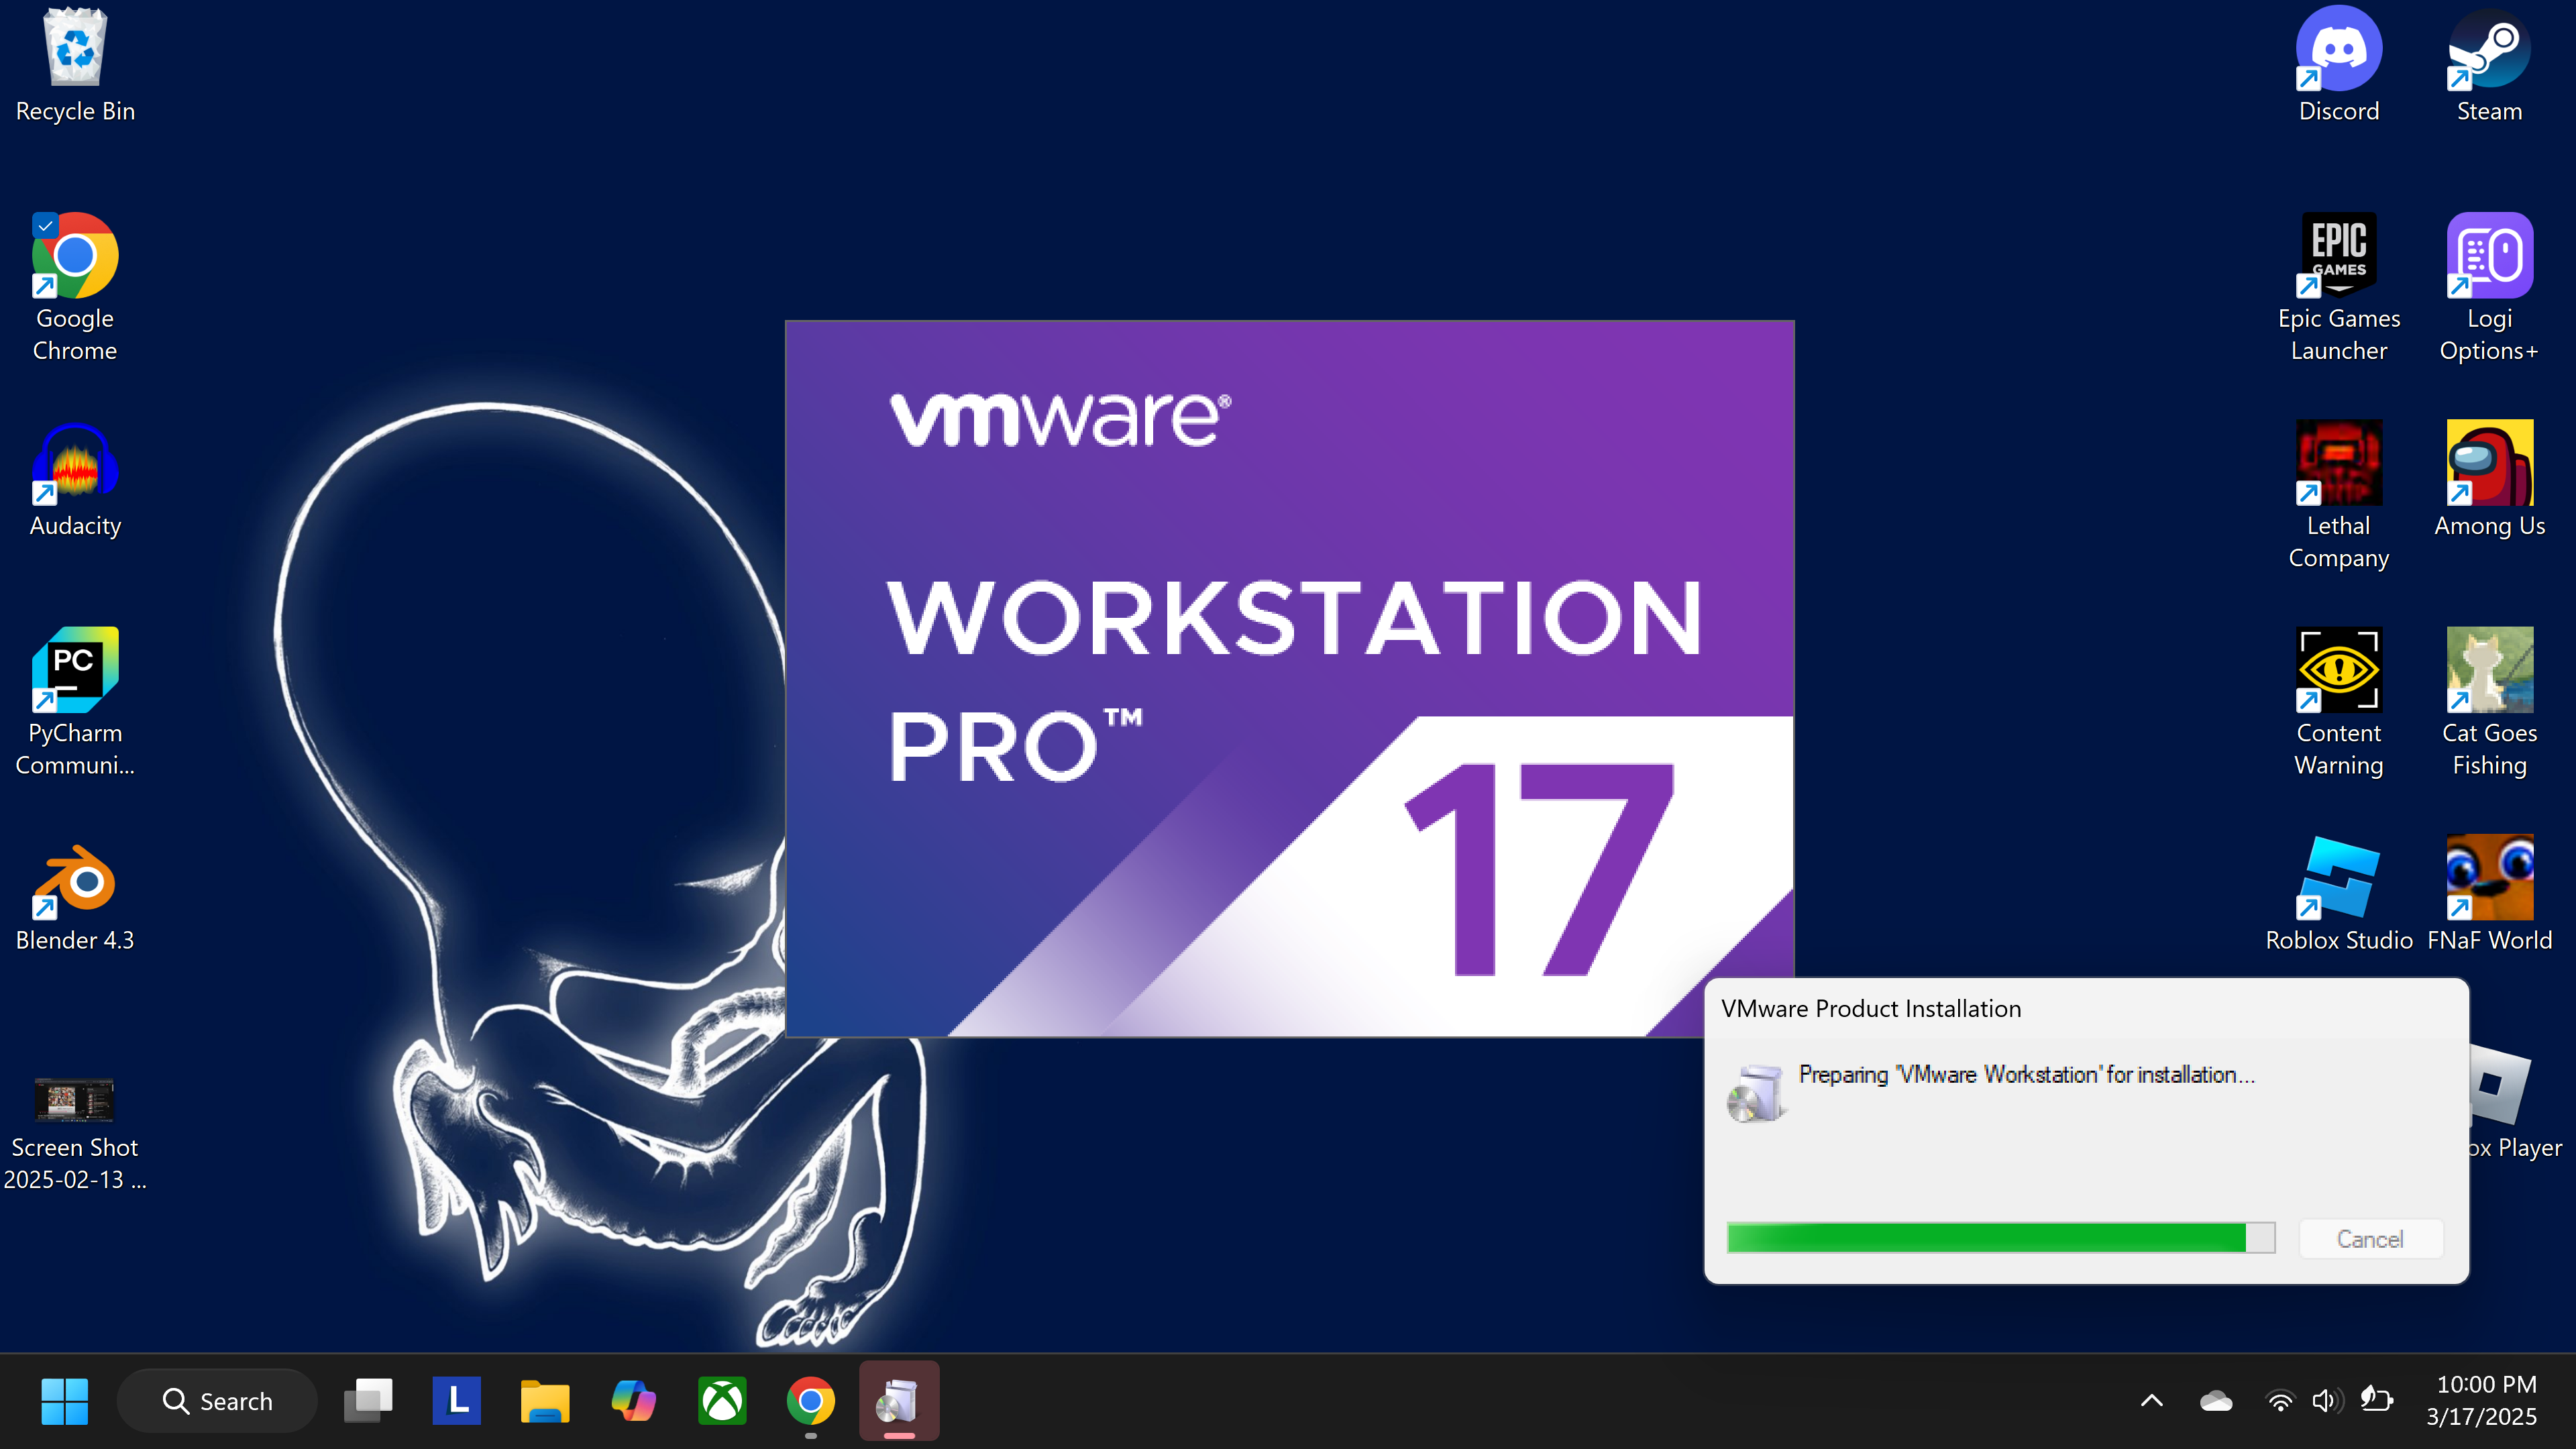 Recycle Bin
Google
Chrome
Audacity
PC
PyCharm
Communi...
Blender 4.3
Screen Shot
2025-02-13 ...
vmware®
WORKSTATION
PRO™
17
Discord
Steam
EPIC
GAMES
Epic Games
Launcher
Logi
Options+
Lethal
Company
Among Us
Content
Warning
Cat Goes
Fishing
Roblox Studio
FNaF World
ox Player
VMware Product Installation
Preparing 'VMware Workstation' for installation...
Cancel
Search
L
10:00 PM
3/17/2025